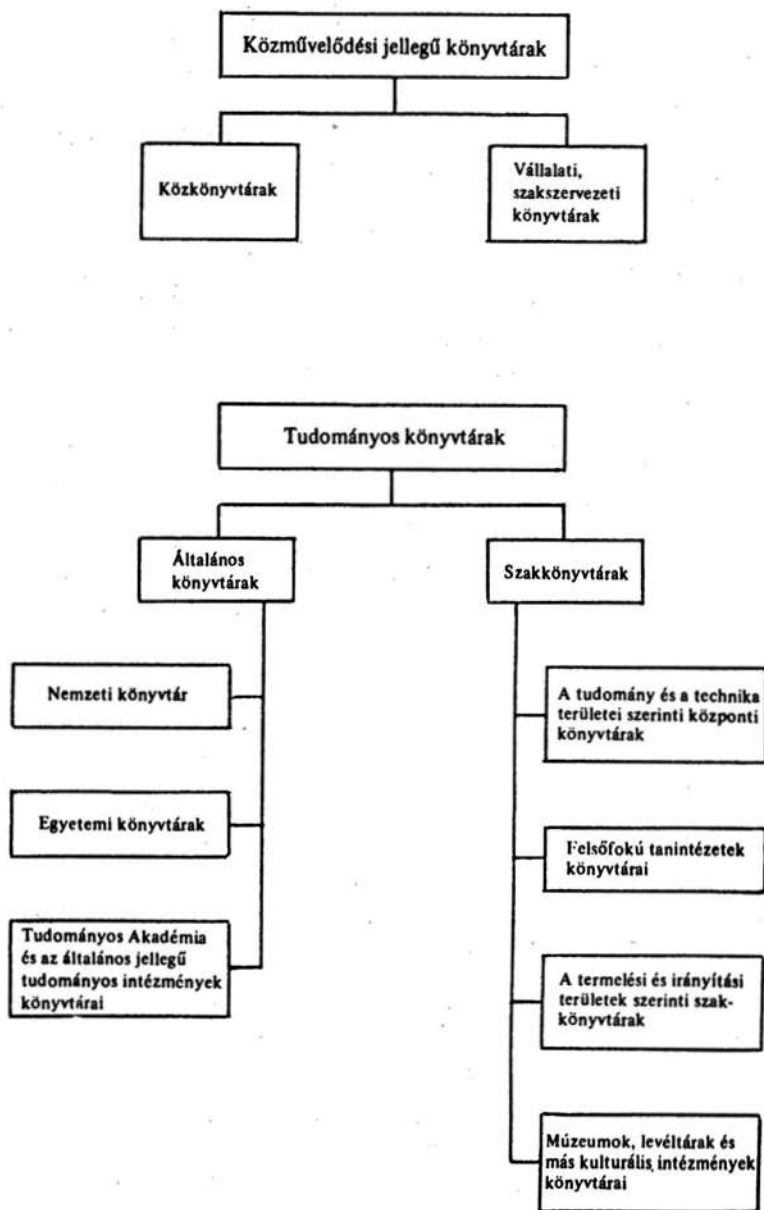 Közművelődési jellegű könyvtárak
Közkönyvtárak
Vállalati,
szakszervezeti
könyvtárak
Tudományos könyvtárak
Általános
könyvtárak
Szakkönyvtárak
Nemzeti könyvtár
Egyetemi könyvtárak
Tudományos Akadémia
és az általános jellegű
tudományos intézmények
könyvtárai
A tudomány és a technika
területei szerinti központi
könyvtárak
Felsőfokú tanintézetek
könyvtárai
A termelési és irányítási
területek szerinti szak-
könyvtárak
Múzeumok, levéltárak és
más kulturális intézmények
könyvtárai